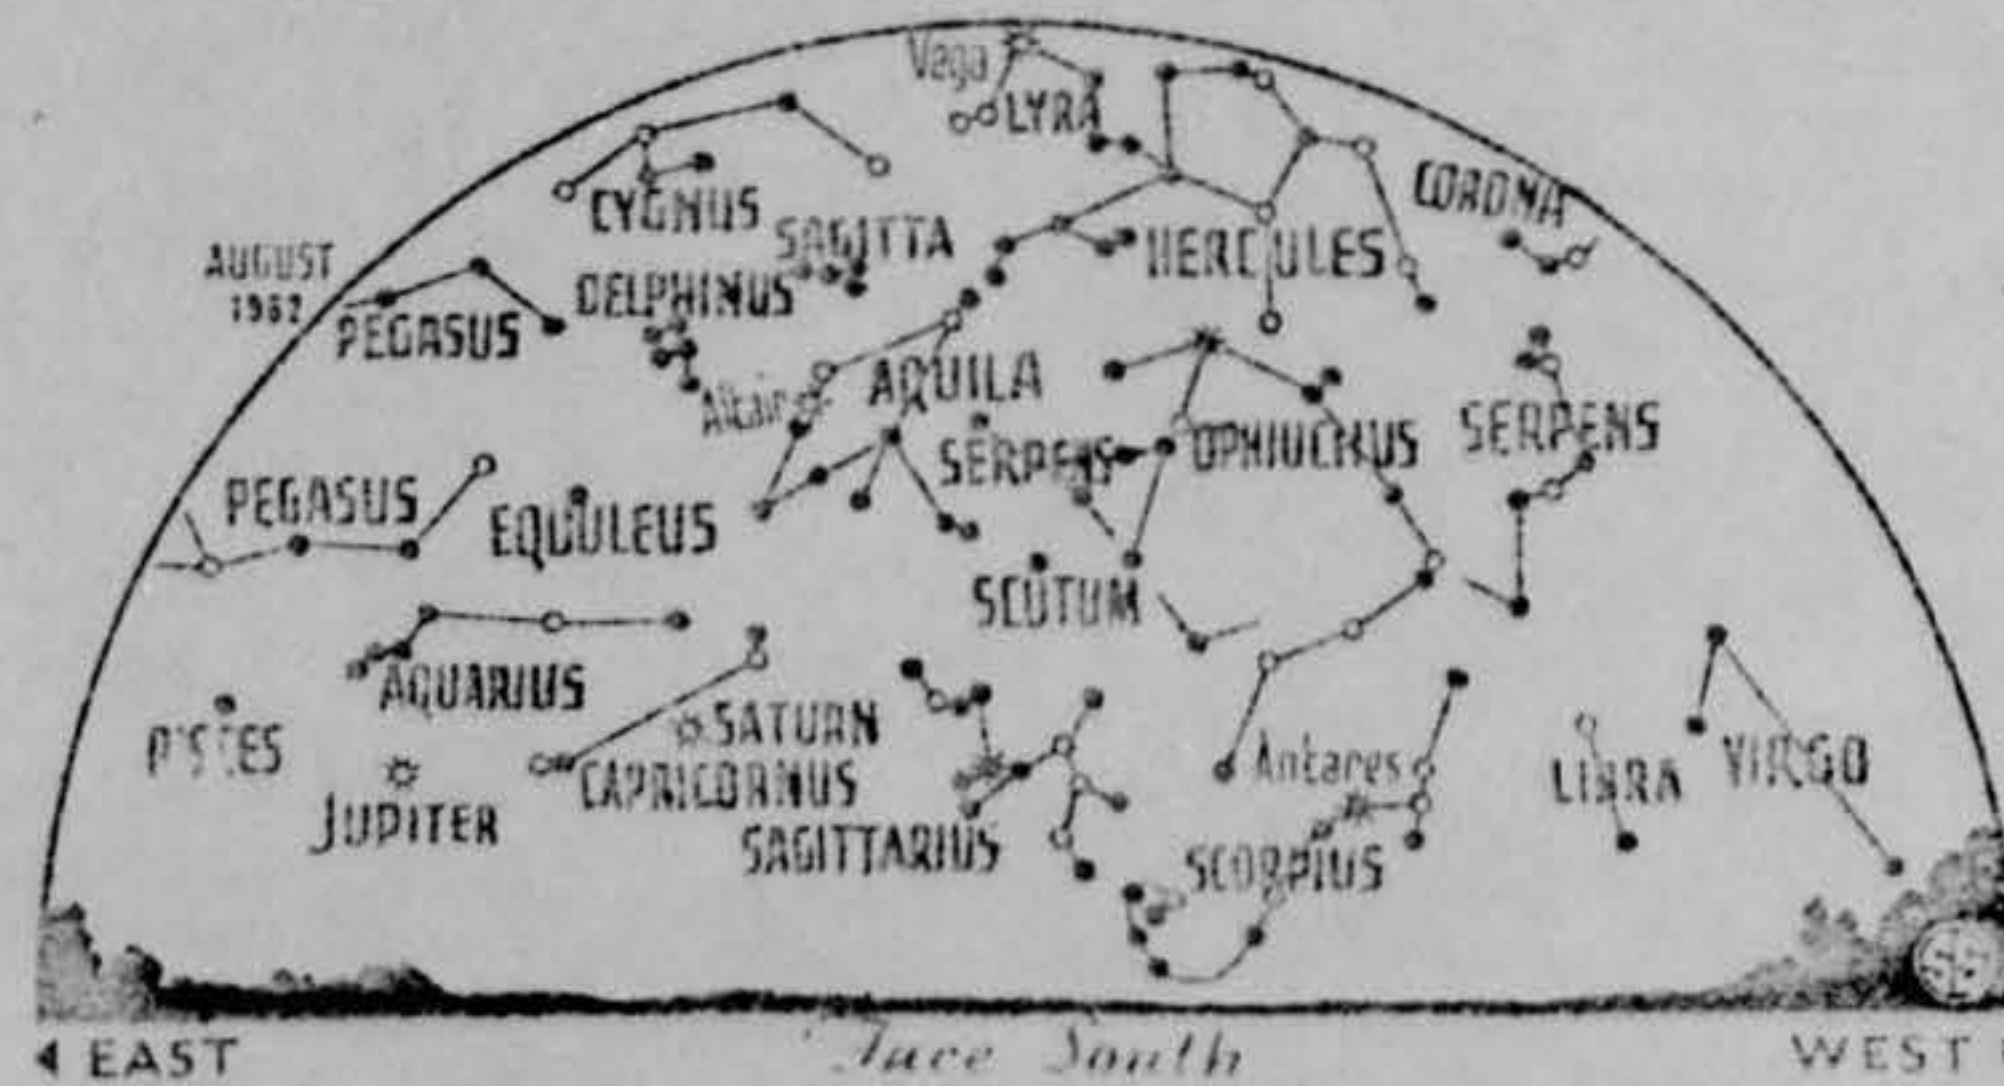 Vega
LYRA
CYGNUS
CORONA
SAGITTA
HERCULES
AUGUST
1962
DELPHINUS
PEGASUS
AQUILA
Altair
SERPENS
OPHIUCHUS
SERPENS
PEGASUS
EQUULEUS
SCUTUM
AQUARIUS
PISCES
SATURN
Antares
LIBRA
VIRGO
CAPRICORNUS
JUPITER
SAGITTARIUS
SCORPIUS
EAST
Face South
WEST